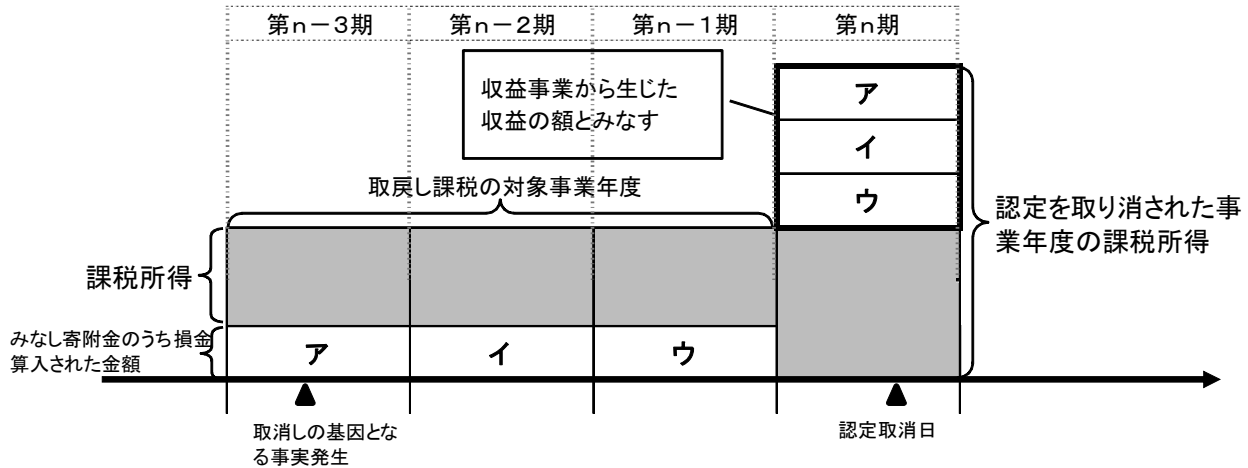 第n－3期
第n－2期
第n－1期
第n期
収益事業から生じた
収益の額とみなす
ア
イ
ウ
取戻し課税の対象事業年度
認定を取り消された事
業年度の課税所得
課税所得
みなし寄附金のうち損金
算入された金額
ア
イ
ウ
取消しの基因とな
る事実発生
認定取消日